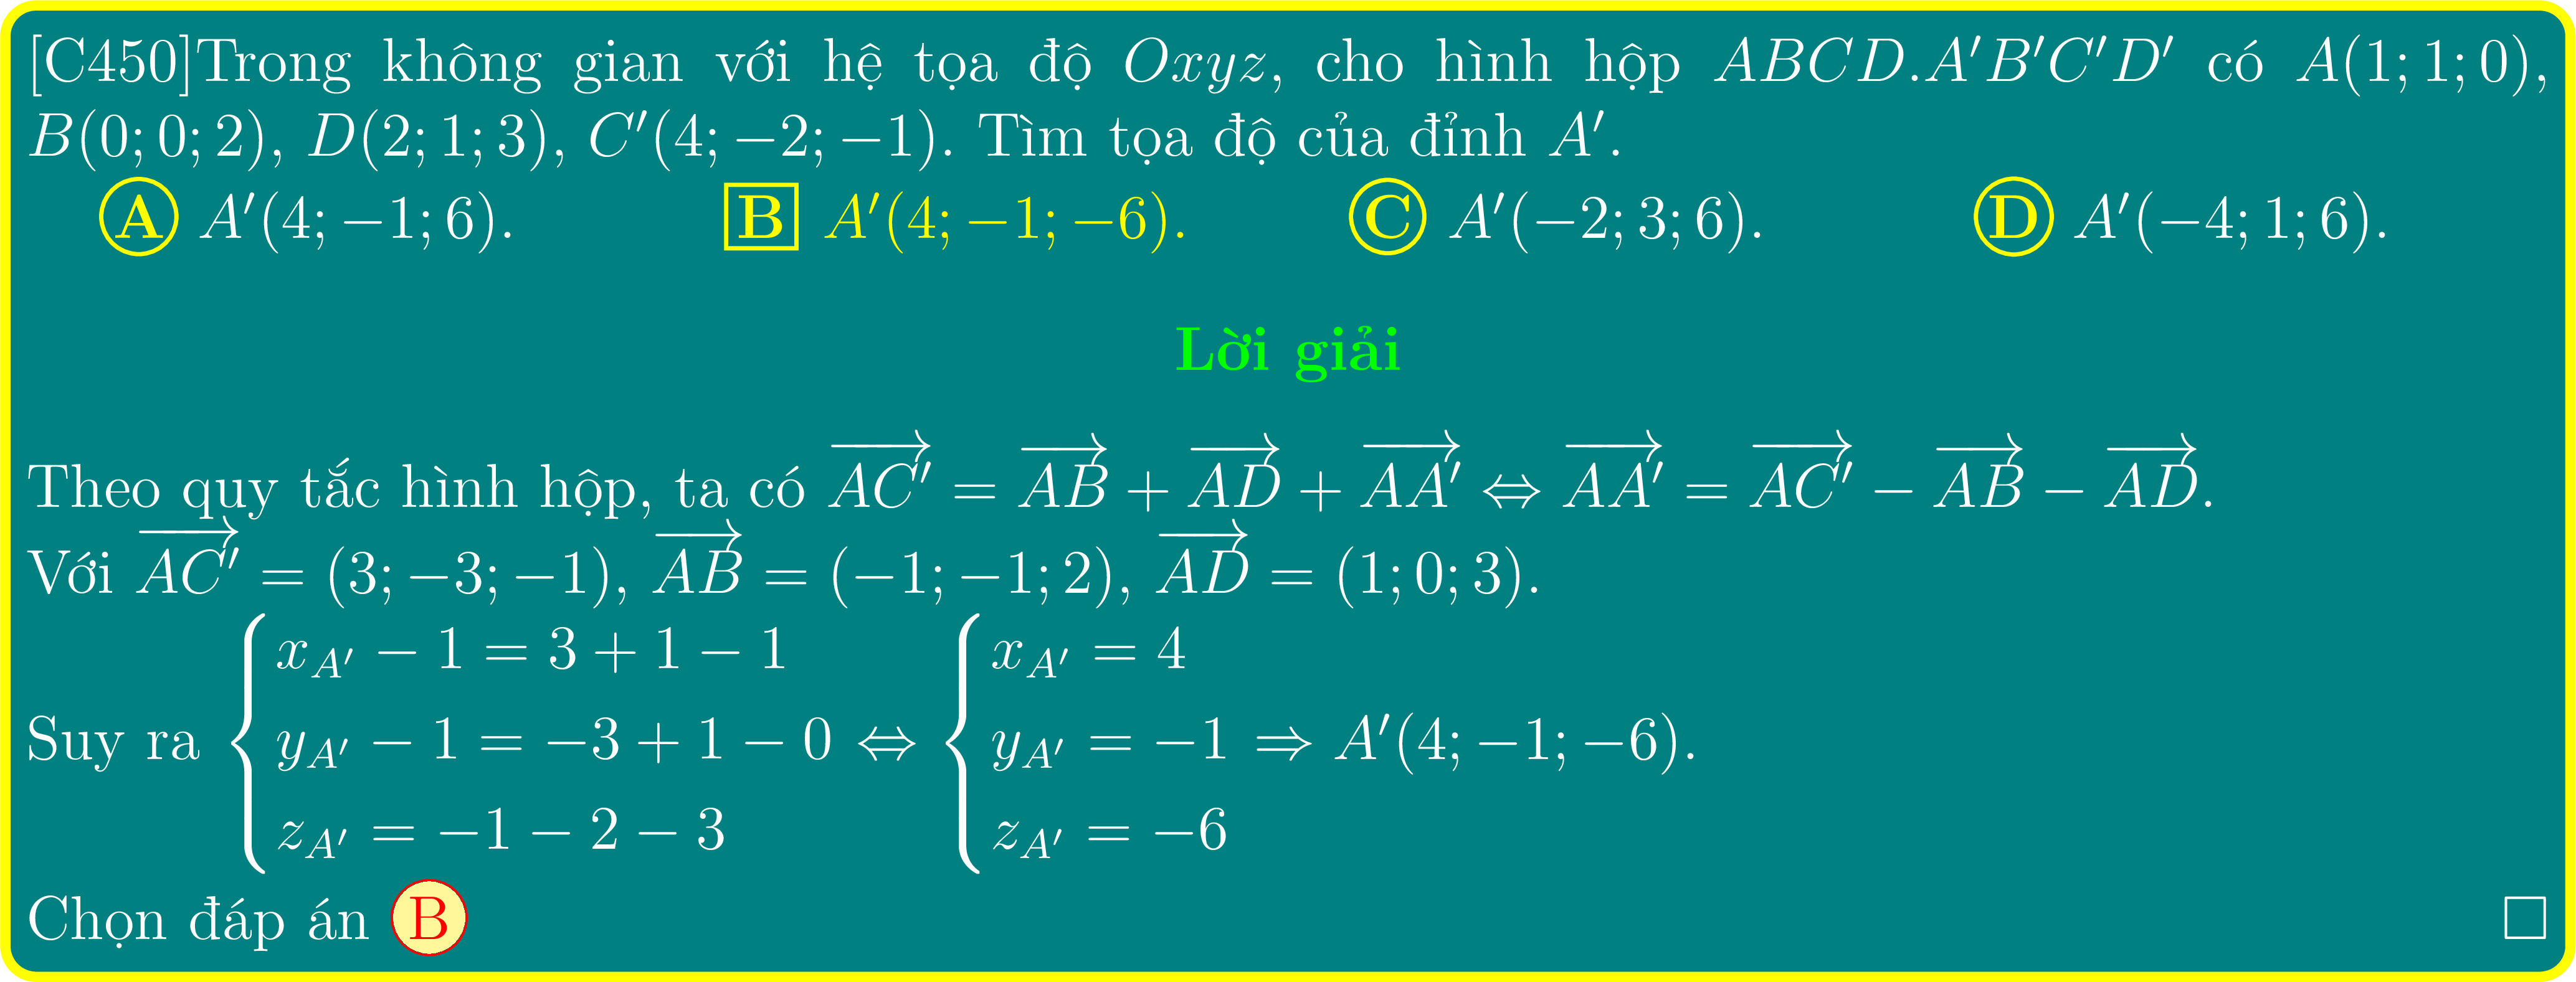 [C450]Trong không gian với hệ tọa độ Oxyz, cho hình hộp ABCD.A′B′C′D′ có A(1; 1; 0),
B(0; 0; 2), D(2; 1; 3), C′(4; −2; −1). Tìm tọa độ của đỉnh A′.
A A′(4; −1; 6). B A′(4; −1; −6). C A′(−2; 3; 6). D A′(−4; 1; 6).
Lời giải
Theo quy tắc hình hộp, ta có $\overrightarrow{AC'} = \overrightarrow{AB} + \overrightarrow{AD} + \overrightarrow{AA'} \Leftrightarrow \overrightarrow{AA'} = \overrightarrow{AC'} - \overrightarrow{AB} - \overrightarrow{AD}$.
Với $\overrightarrow{AC'} = (3; −3; −1)$, $\overrightarrow{AB} = (−1; −1; 2)$, $\overrightarrow{AD} = (1; 0; 3)$.
Suy ra $\begin{cases} x_{A'} - 1 = 3 + 1 - 1 \\ y_{A'} - 1 = -3 + 1 - 0 \\ z_{A'} = -1 - 2 - 3 \end{cases} \Leftrightarrow \begin{cases} x_{A'} = 4 \\ y_{A'} = -1 \\ z_{A'} = -6 \end{cases} \Rightarrow A'(4; −1; −6)$.
Chọn đáp án B □